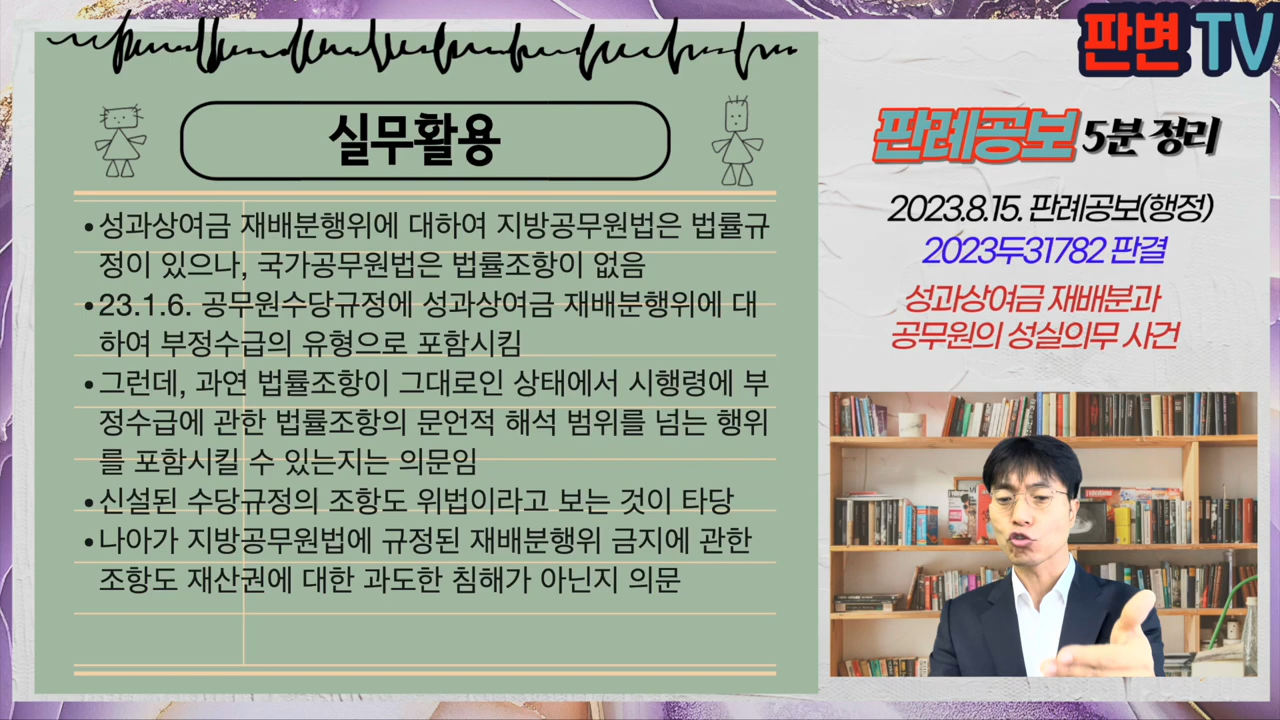 판변 TV
실무활용
• 성과상여금 재배분행위에 대하여 지방공무원법은 법률규
정이 있으나, 국가공무원법은 법률조항이 없음
• 23.1.6. 공무원수당규정에 성과상여금 재배분행위에 대
하여 부정수급의 유형으로 포함시킴
• 그런데, 과연 법률조항이 그대로인 상태에서 시행령에 부
정수급에 관한 법률조항의 문언적 해석 범위를 넘는 행위
를 포함시킬 수 있는지는 의문임
• 신설된 수당규정의 조항도 위법이라고 보는 것이 타당
• 나아가 지방공무원법에 규정된 재배분행위 금지에 관한
조항도 재산권에 대한 과도한 침해가 아닌지 의문
판례공보 5분 정리
2023.8.15. 판례공보(행정)
2023두31782 판결
성과상여금 재배분과
공무원의 성실의무 사건